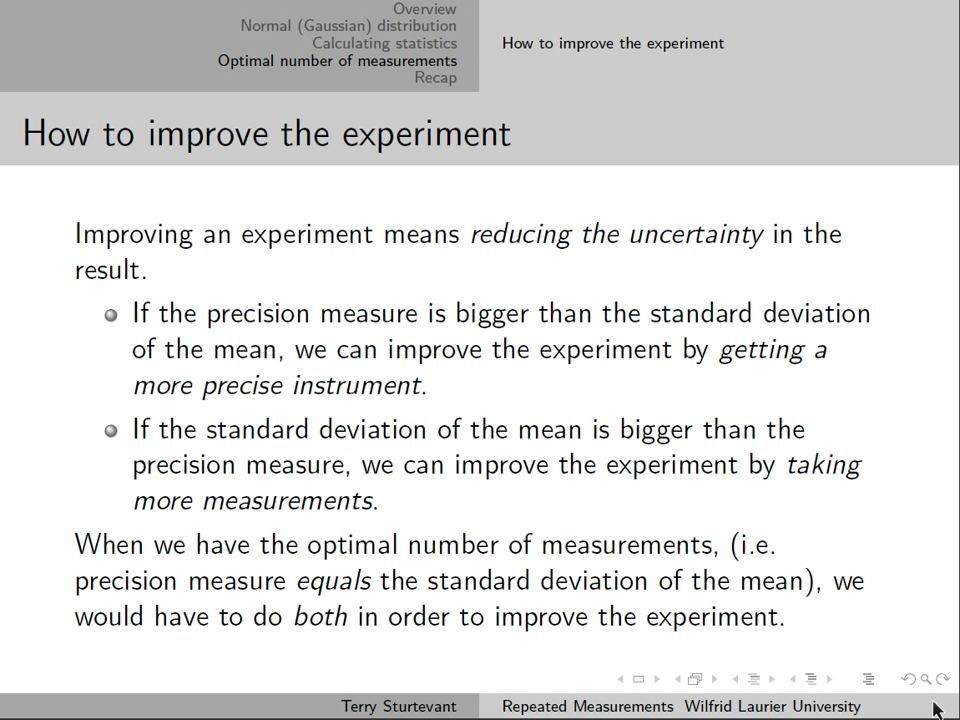 Overview
Normal (Gaussian) distribution
Calculating statistics
Optimal number of measurements
Recap
How to improve the experiment
How to improve the experiment
Improving an experiment means reducing the uncertainty in the
result.
If the precision measure is bigger than the standard deviation
of the mean, we can improve the experiment by getting a
more precise instrument.
If the standard deviation of the mean is bigger than the
precision measure, we can improve the experiment by taking
more measurements.
When we have the optimal number of measurements, (i.e.
precision measure equals the standard deviation of the mean), we
would have to do both in order to improve the experiment.
Terry Sturtevant
Repeated Measurements Wilfrid Laurier University